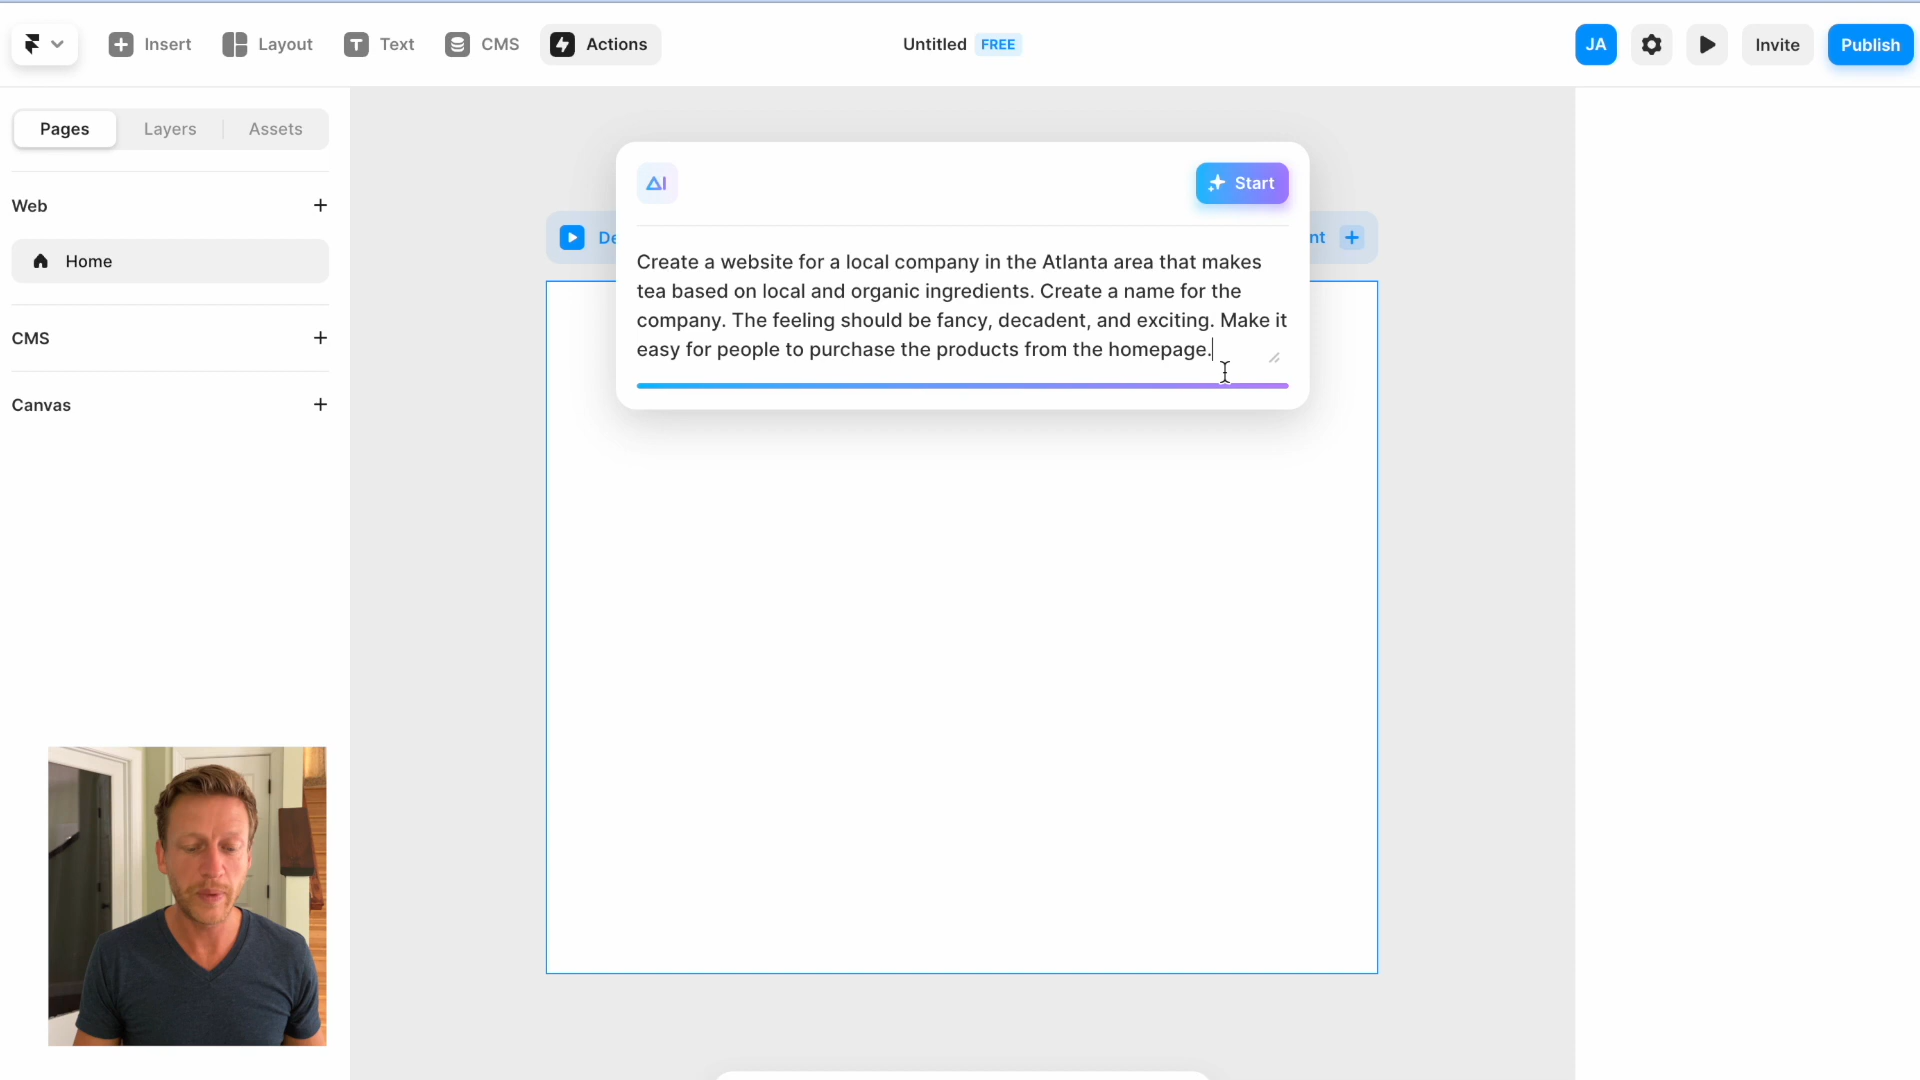 Insert
Layout
Text
CMS
Actions
Untitled FREE
JA
Invite
Publish
Pages
Layers
Assets
Web
Home
CMS
Canvas
AI
Start
De
nt
Create a website for a local company in the Atlanta area that makes
tea based on local and organic ingredients. Create a name for the
company. The feeling should be fancy, decadent, and exciting. Make it
easy for people to purchase the products from the homepage.